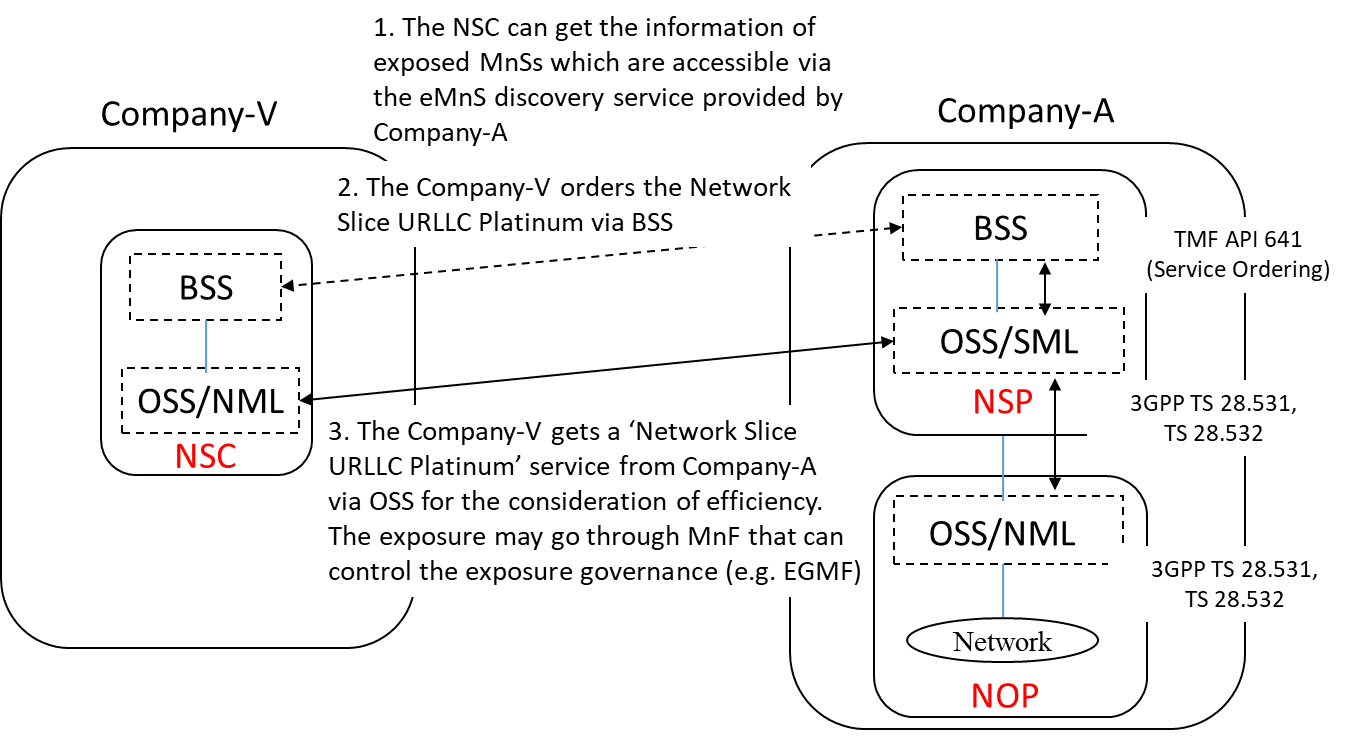 1. The NSC can get the information of
exposed MnSs which are accessible via
the eMnS discovery service provided by
Company-A
Company-V
Company-A
2. The Company-V orders the Network
Slice URLLC Platinum via BSS
BSS
OSS/NML
NSC
BSS
OSS/SML
NSP
TMF API 641
(Service Ordering)
3GPP TS 28.531,
TS 28.532
3. The Company-V gets a ‘Network Slice
URLLC Platinum’ service from Company-A
via OSS for the consideration of efficiency.
The exposure may go through MnF that can
control the exposure governance (e.g. EGMF)
OSS/NML
Network
NOP
3GPP TS 28.531,
TS 28.532